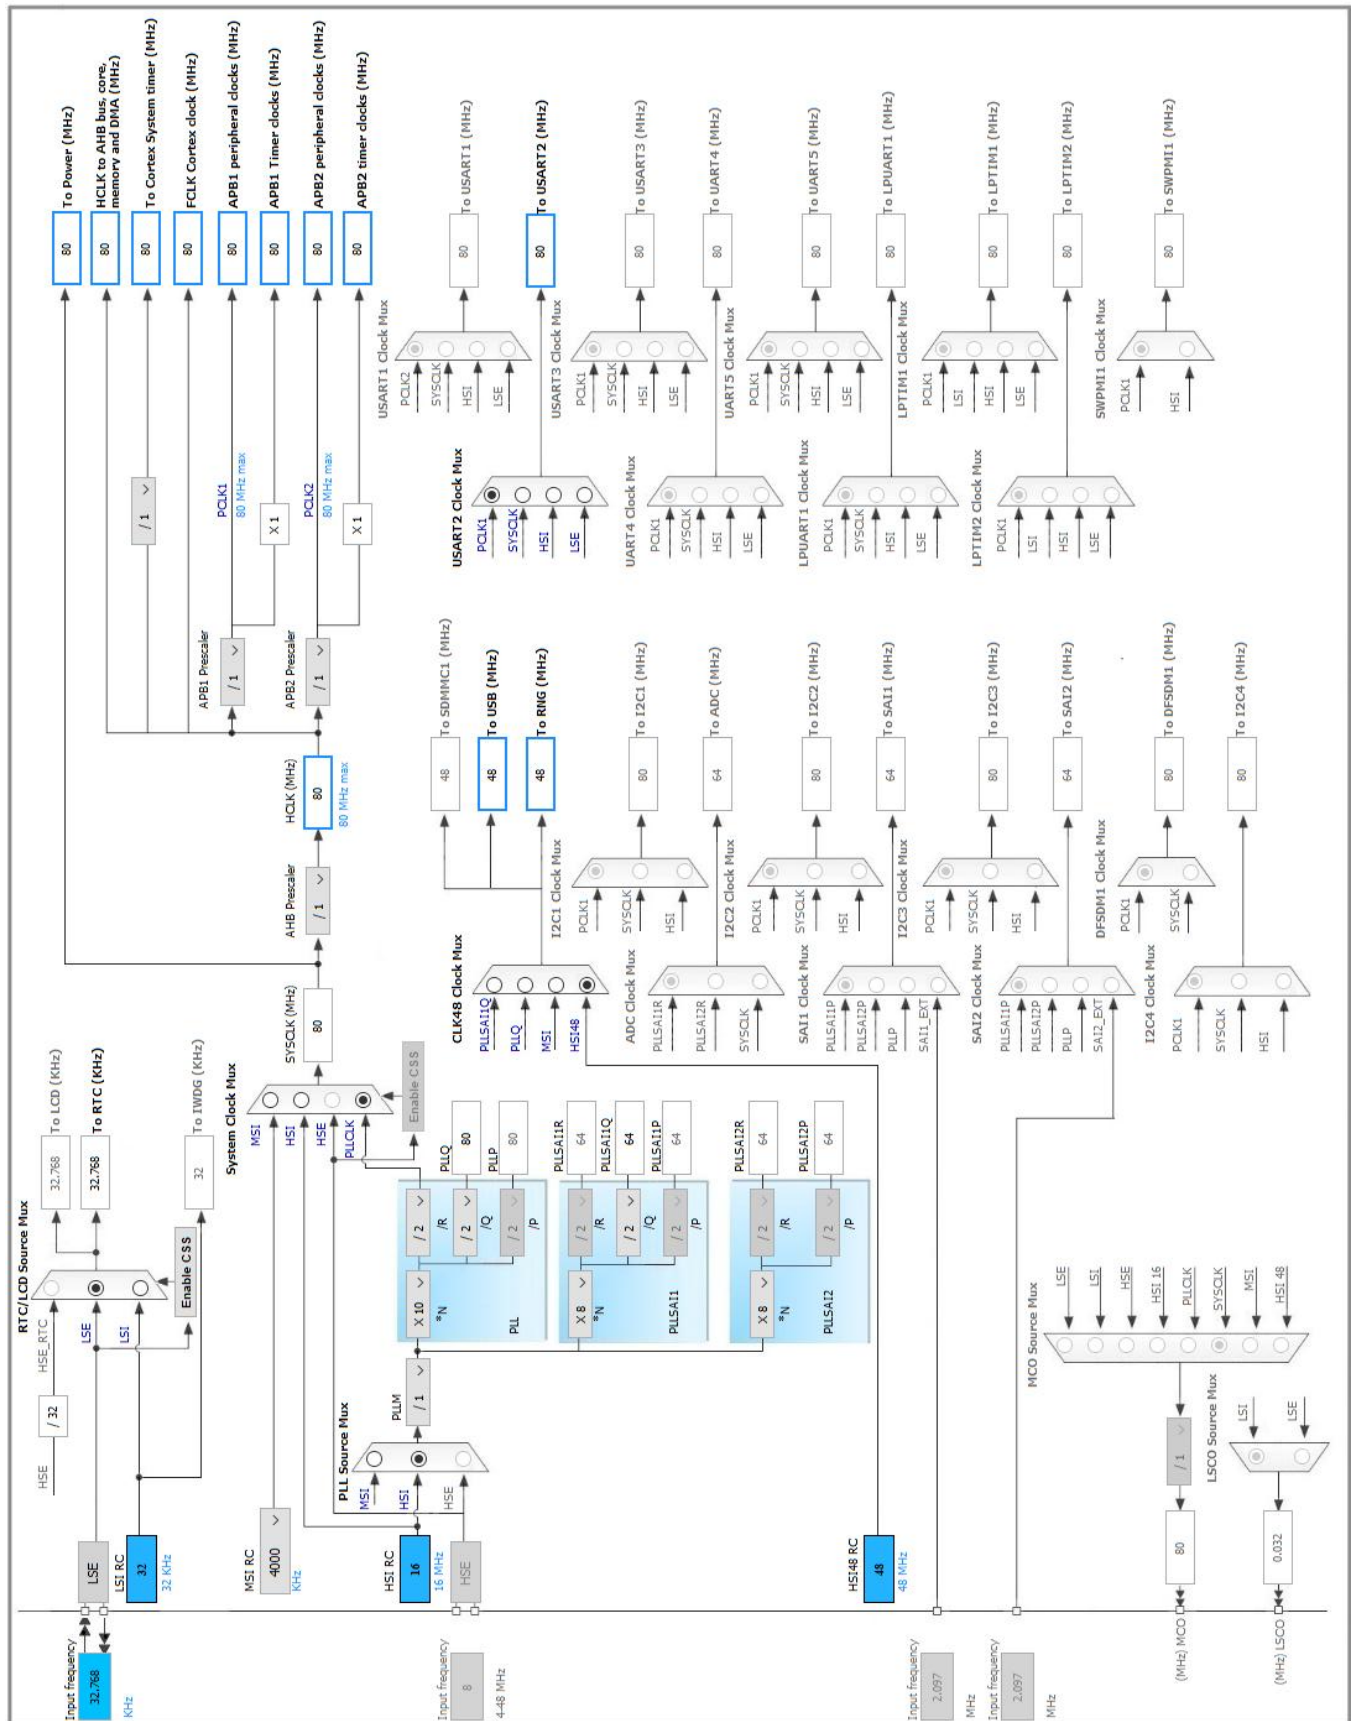 RTC/LCD Source Mux
HSE
/ 32
HSE_RTC
32.768
To LCD (KHz)
Input frequency
32.768
KHz
LSE
LSE
32.768
To RTC (KHz)
LSI RC
32
32 KHz
LSI
Enable CSS
32
To IWDG (KHz)
System Clock Mux
MSI RC
4000
KHz
MSI
HSI
HSE
PLLCLK
Enable CSS
SYSCLK (MHz)
80
AHB Prescaler
/ 1
HCLK (MHz)
80
80 MHz max
80
To Power (MHz)
80
HCLK to AHB bus, core,
memory and DMA (MHz)
/ 1
80
To Cortex System timer (MHz)
80
FCLK Cortex clock (MHz)
APB1 Prescaler
/ 1
PCLK1
80 MHz max
80
APB1 peripheral clocks (MHz)
X 1
80
APB1 Timer clocks (MHz)
APB2 Prescaler
/ 1
PCLK2
80 MHz max
80
APB2 peripheral clocks (MHz)
X 1
80
APB2 timer clocks (MHz)
PLL Source Mux
HSI RC
16
16 MHz
Input frequency
8
4-48 MHz
HSE
MSI
HSI
HSE
PLLM
/ 1
X 10
*N
PLL
/ 2
/R
/ 2
/Q
/ 2
/P
PLLQ
80
PLLP
80
X 8
*N
PLLSAI1
/ 2
/R
/ 2
/Q
/ 2
/P
PLLSAI1R
64
PLLSAI1Q
64
PLLSAI1P
64
X 8
*N
PLLSAI2
/ 2
/R
/ 2
/P
PLLSAI2R
64
PLLSAI2P
64
HSI48 RC
48
48 MHz
Input frequency
2.097
MHz
Input frequency
2.097
MHz
CLK48 Clock Mux
PLLSAI1Q
PLLQ
MSI
HSI48
48
To SDMMC1 (MHz)
48
To USB (MHz)
48
To RNG (MHz)
I2C1 Clock Mux
PCLK1
SYSCLK
HSI
80
To I2C1 (MHz)
ADC Clock Mux
PLLSAI1R
PLLSAI2R
SYSCLK
64
To ADC (MHz)
I2C2 Clock Mux
PCLK1
SYSCLK
HSI
80
To I2C2 (MHz)
SAI1 Clock Mux
PLLSAI1P
PLLSAI2P
PLLP
SAI1_EXT
64
To SAI1 (MHz)
I2C3 Clock Mux
PCLK1
SYSCLK
HSI
80
To I2C3 (MHz)
SAI2 Clock Mux
PLLSAI1P
PLLSAI2P
PLLP
SAI2_EXT
64
To SAI2 (MHz)
DFSDM1 Clock Mux
PCLK1
SYSCLK
80
To DFSDM1 (MHz)
I2C4 Clock Mux
PCLK1
SYSCLK
HSI
80
To I2C4 (MHz)
USART1 Clock Mux
PCLK2
SYSCLK
HSI
LSE
80
To USART1 (MHz)
USART2 Clock Mux
PCLK1
SYSCLK
HSI
LSE
80
To USART2 (MHz)
USART3 Clock Mux
PCLK1
SYSCLK
HSI
LSE
80
To USART3 (MHz)
UART4 Clock Mux
PCLK1
SYSCLK
HSI
LSE
80
To UART4 (MHz)
UART5 Clock Mux
PCLK1
SYSCLK
HSI
LSE
80
To UART5 (MHz)
LPUART1 Clock Mux
PCLK1
SYSCLK
HSI
LSE
80
To LPUART1 (MHz)
LPTIM1 Clock Mux
PCLK1
LSI
HSI
LSE
80
To LPTIM1 (MHz)
LPTIM2 Clock Mux
PCLK1
LSI
HSI
LSE
80
To LPTIM2 (MHz)
SWPMI1 Clock Mux
PCLK1
HSI
80
To SWPMI1 (MHz)
MCO Source Mux
LSE
LSI
HSE
HSI 16
PLLCLK
SYSCLK
MSI
HSI 48
/ 1
80
(MHz) MCO
LSCO Source Mux
LSI
LSE
0.032
(MHz) LSCO